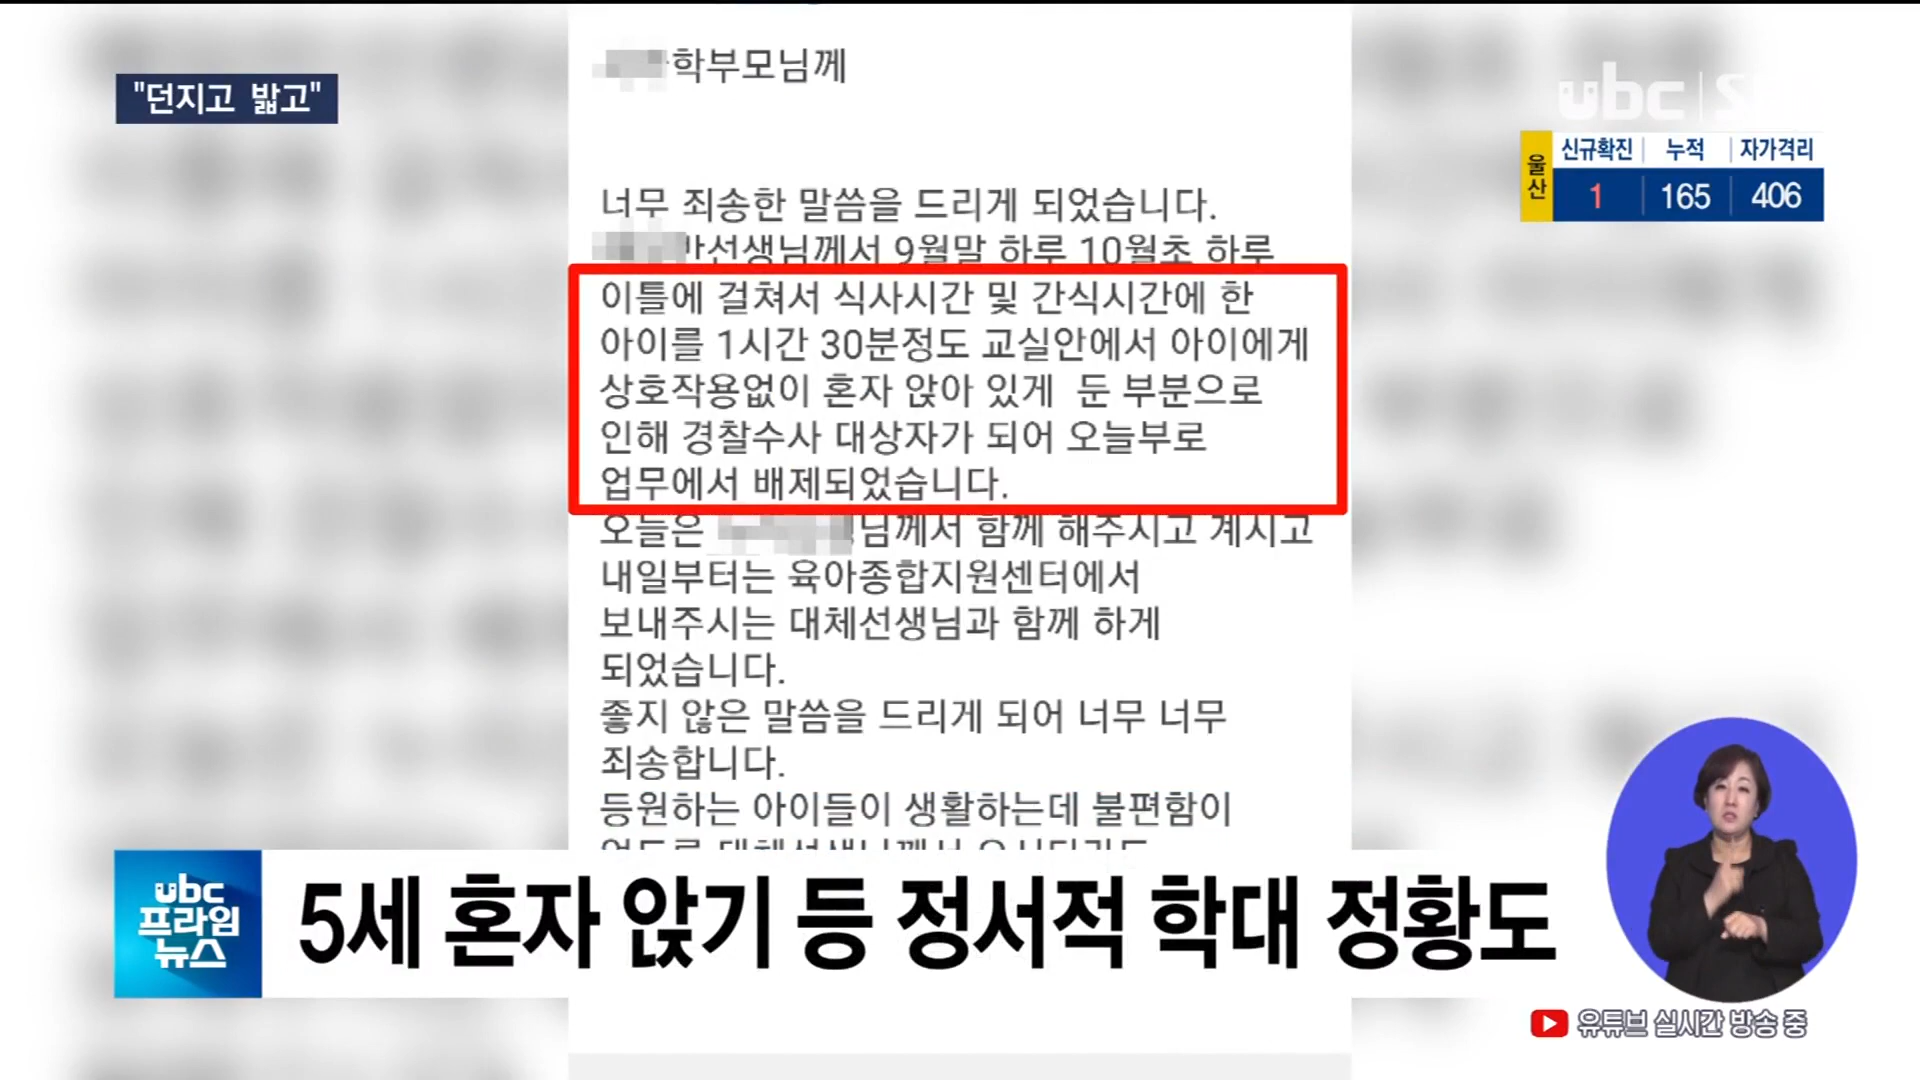 "던지고 밟고"
ubc
울산
신규확진 누적 자가격리
1 165 406
학부모님께
너무 죄송한 말씀을 드리게 되었습니다.
반선생님께서 9월말 하루 10월초 하루
이틀에 걸쳐서 식사시간 및 간식시간에 한
아이를 1시간 30분정도 교실안에서 아이에게
상호작용없이 혼자 앉아 있게 둔 부분으로
인해 경찰수사 대상자가 되어 오늘부로
업무에서 배제되었습니다.
오늘은 님께서 함께 해주시고 계시고
내일부터는 육아종합지원센터에서
보내주시는 대체선생님과 함께 하게
되었습니다.
좋지 않은 말씀을 드리게 되어 너무 너무
죄송합니다.
등원하는 아이들이 생활하는데 불편함이
ubc
프라임
뉴스
5세 혼자 앉기 등 정서적 학대 정황도
유튜브 실시간 방송 중